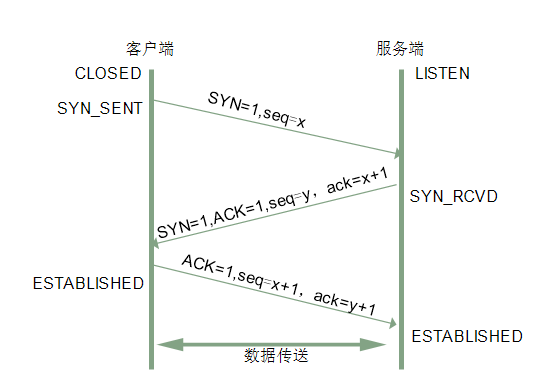 客户端
服务端
CLOSED
LISTEN
SYN_SENT
SYN=1,seq=x
SYN=1,ACK=1,seq=y，ack=x+1
SYN_RCVD
ESTABLISHED
ACK=1,seq=x+1，ack=y+1
ESTABLISHED
数据传送